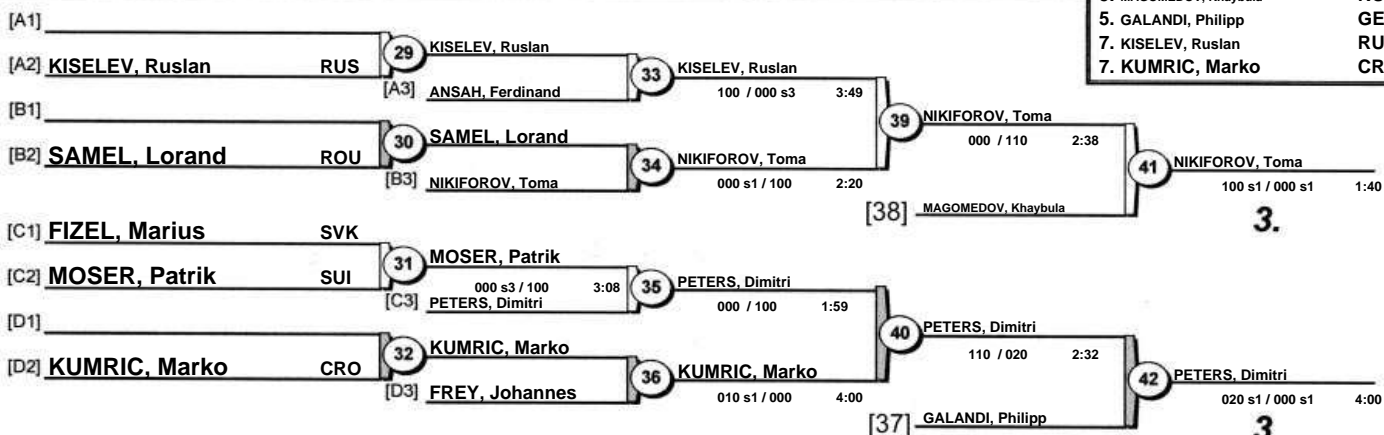 5. GALANDI, Philipp GE
7. KISELEV, Ruslan RU
7. KUMRIC, Marko CR
[A1]
[A2] KISELEV, Ruslan RUS
29
KISELEV, Ruslan
[A3] ANSAH, Ferdinand
33
KISELEV, Ruslan
100 / 000 s3 3:49
[B1]
[B2] SAMEL, Lorand ROU
30
SAMEL, Lorand
[B3] NIKIFOROV, Toma
34
NIKIFOROV, Toma
000 s1 / 100 2:20
39
NIKIFOROV, Toma
000 / 110 2:38
[38] MAGOMEDOV, Khaybula
41
NIKIFOROV, Toma
100 s1 / 000 s1 1:40
3.
[C1] FIZEL, Marius SVK
[C2] MOSER, Patrik SUI
31
MOSER, Patrik
000 s3 / 100 3:08
[C3] PETERS, Dimitri
35
PETERS, Dimitri
000 / 100 1:59
[D1]
[D2] KUMRIC, Marko CRO
32
KUMRIC, Marko
[D3] FREY, Johannes
36
KUMRIC, Marko
010 s1 / 000 4:00
40
PETERS, Dimitri
110 / 020 2:32
[37] GALANDI, Philipp
42
PETERS, Dimitri
020 s1 / 000 s1 4:00
3